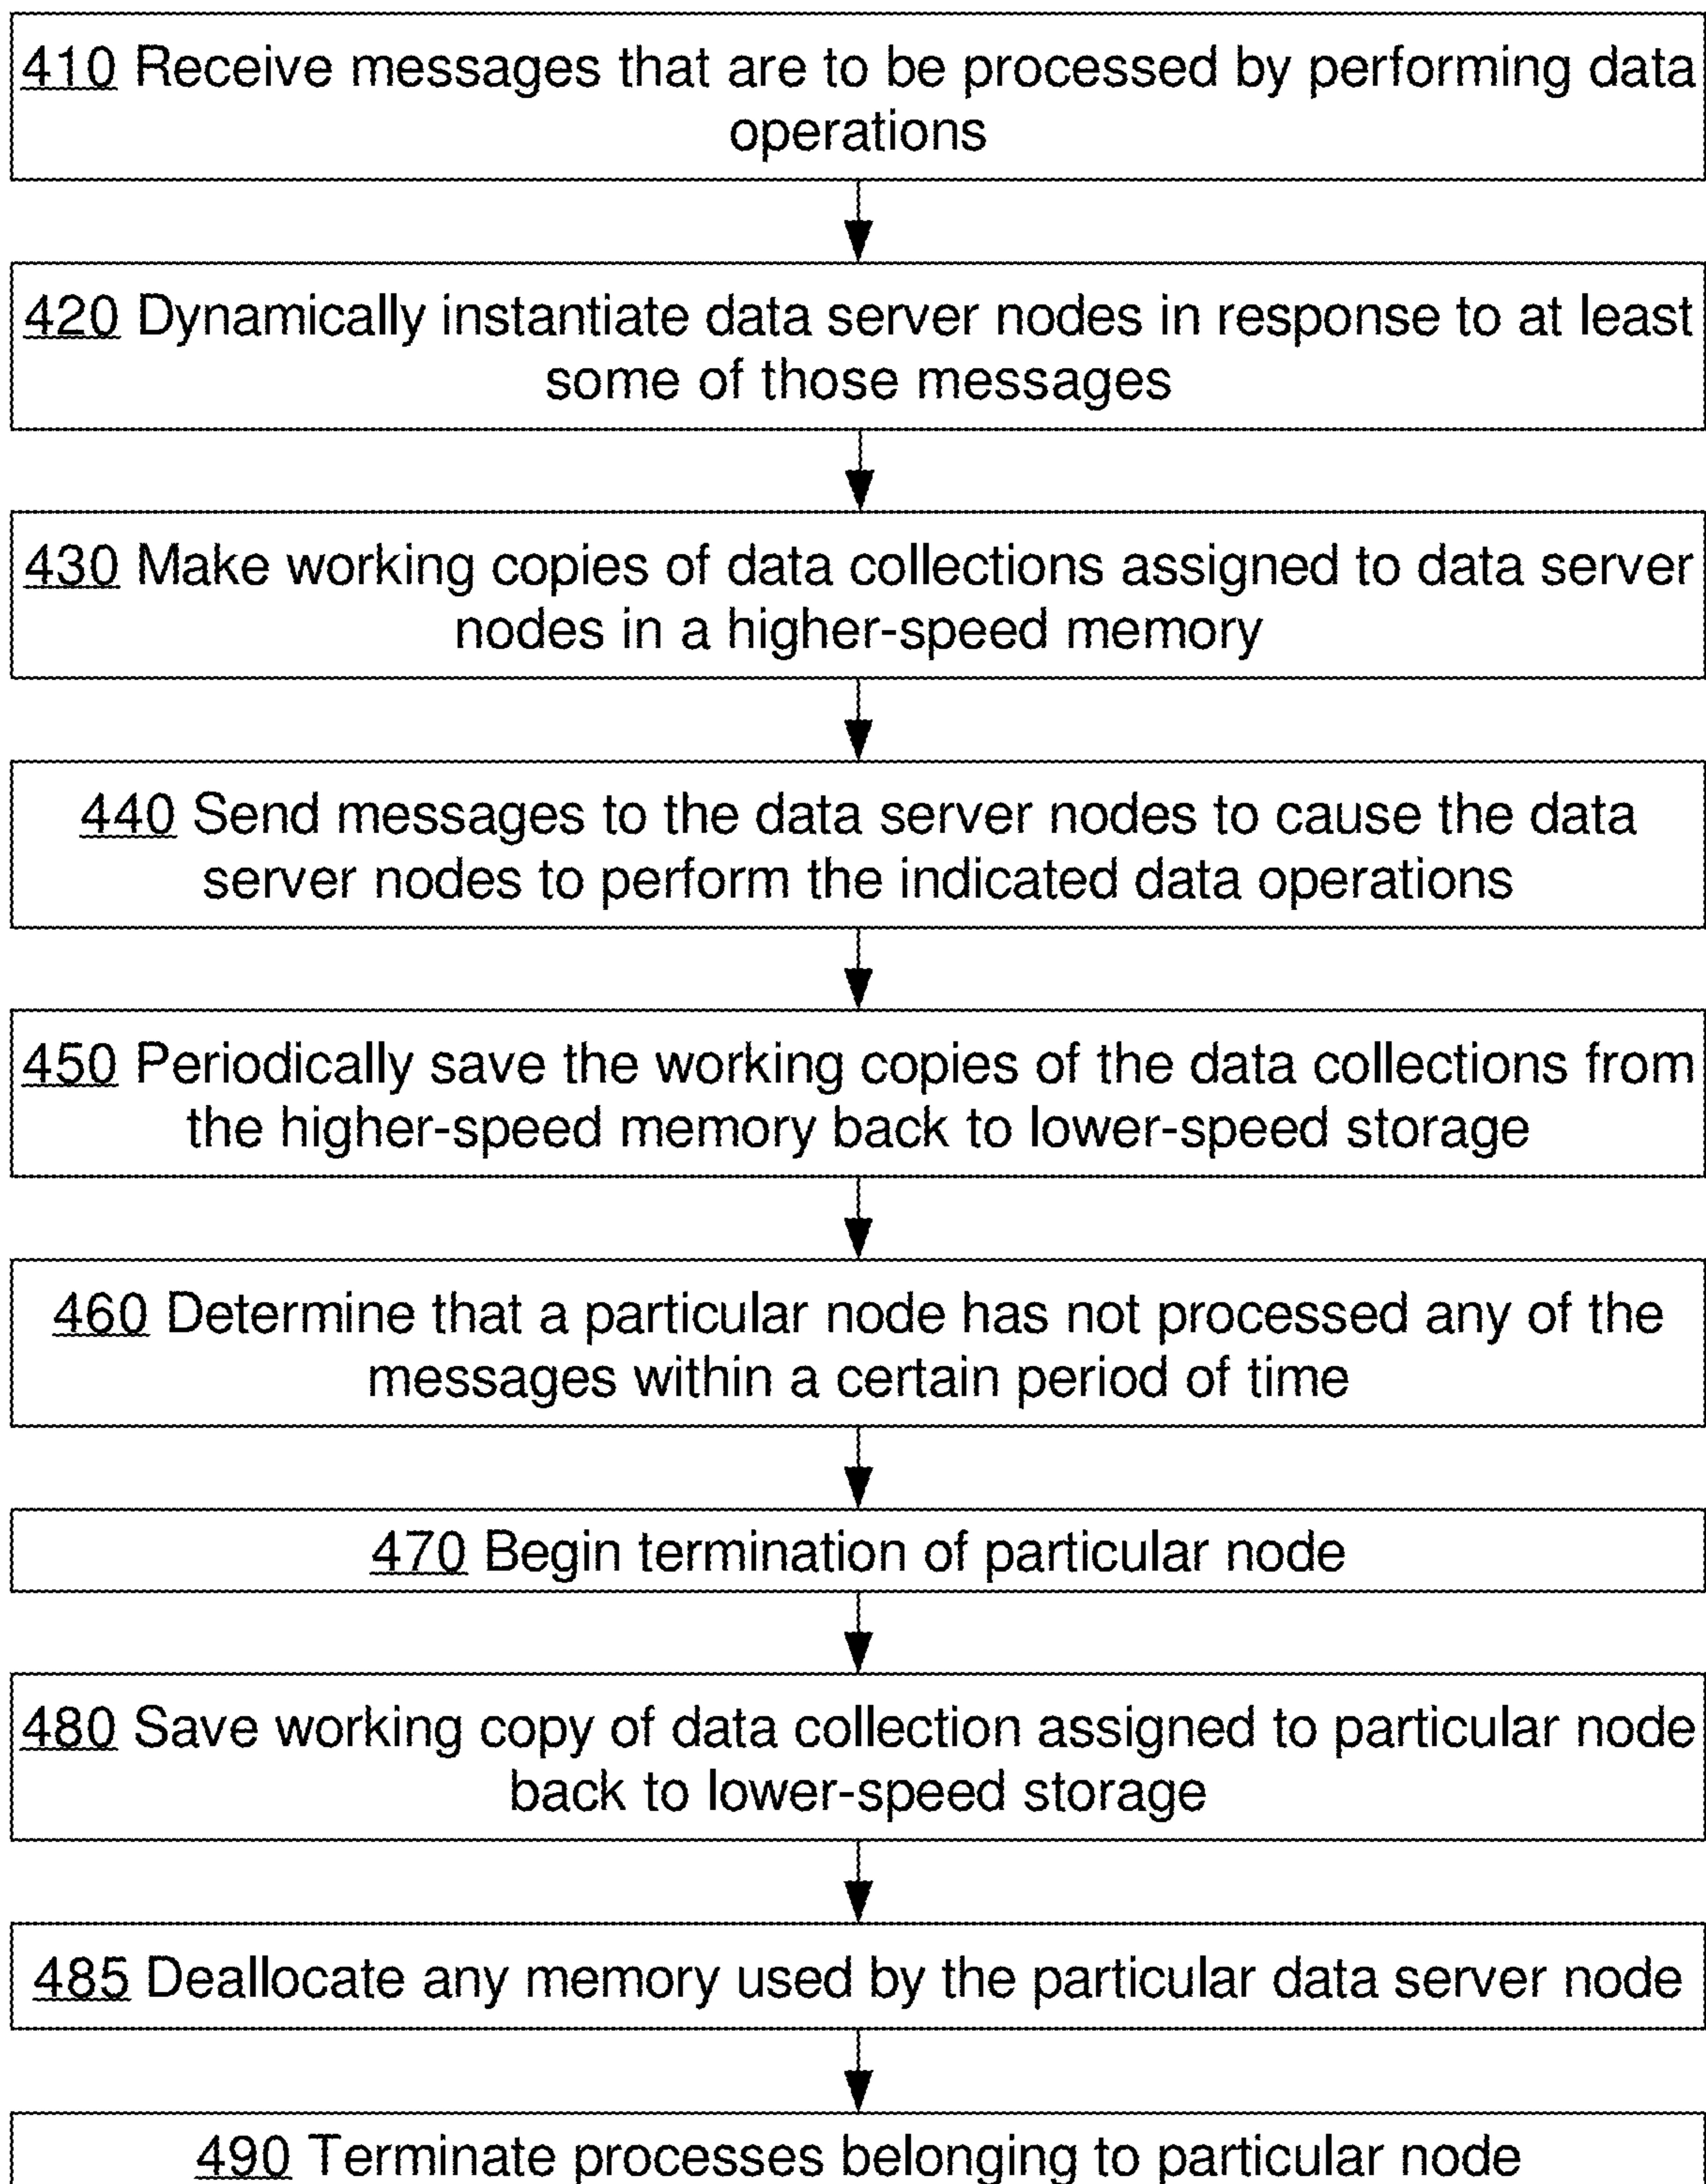 410 Receive messages that are to be processed by performing data
operations
420 Dynamically instantiate data server nodes in response to at least
some of those messages
430 Make working copies of data collections assigned to data server
nodes in a higher-speed memory
440 Send messages to the data server nodes to cause the data
server nodes to perform the indicated data operations
450 Periodically save the working copies of the data collections from
the higher-speed memory back to lower-speed storage
460 Determine that a particular node has not processed any of the
messages within a certain period of time
470 Begin termination of particular node
480 Save working copy of data collection assigned to particular node
back to lower-speed storage
485 Deallocate any memory used by the particular data server node
490 Terminate processes belonging to particular node